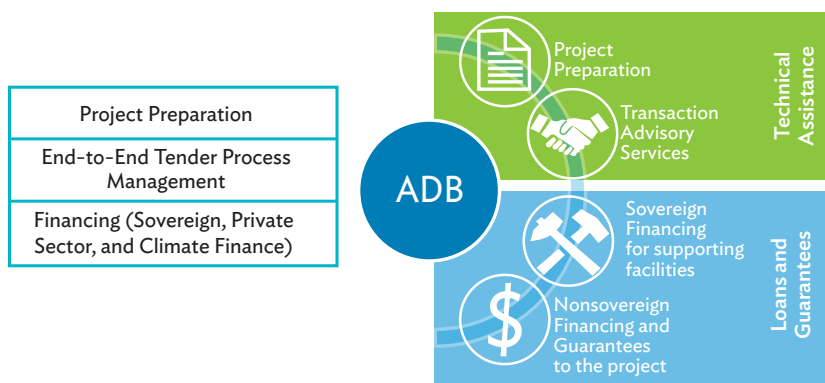 Project Preparation
End-to-End Tender Process
Management
Financing (Sovereign, Private
Sector, and Climate Finance)
ADB
Project
Preparation
Transaction
Advisory
Services
Technical
Assistance
Sovereign
Financing
for supporting
facilities
$
Nonsovereign
Financing and
Guarantees
to the project
Loans and
Guarantees